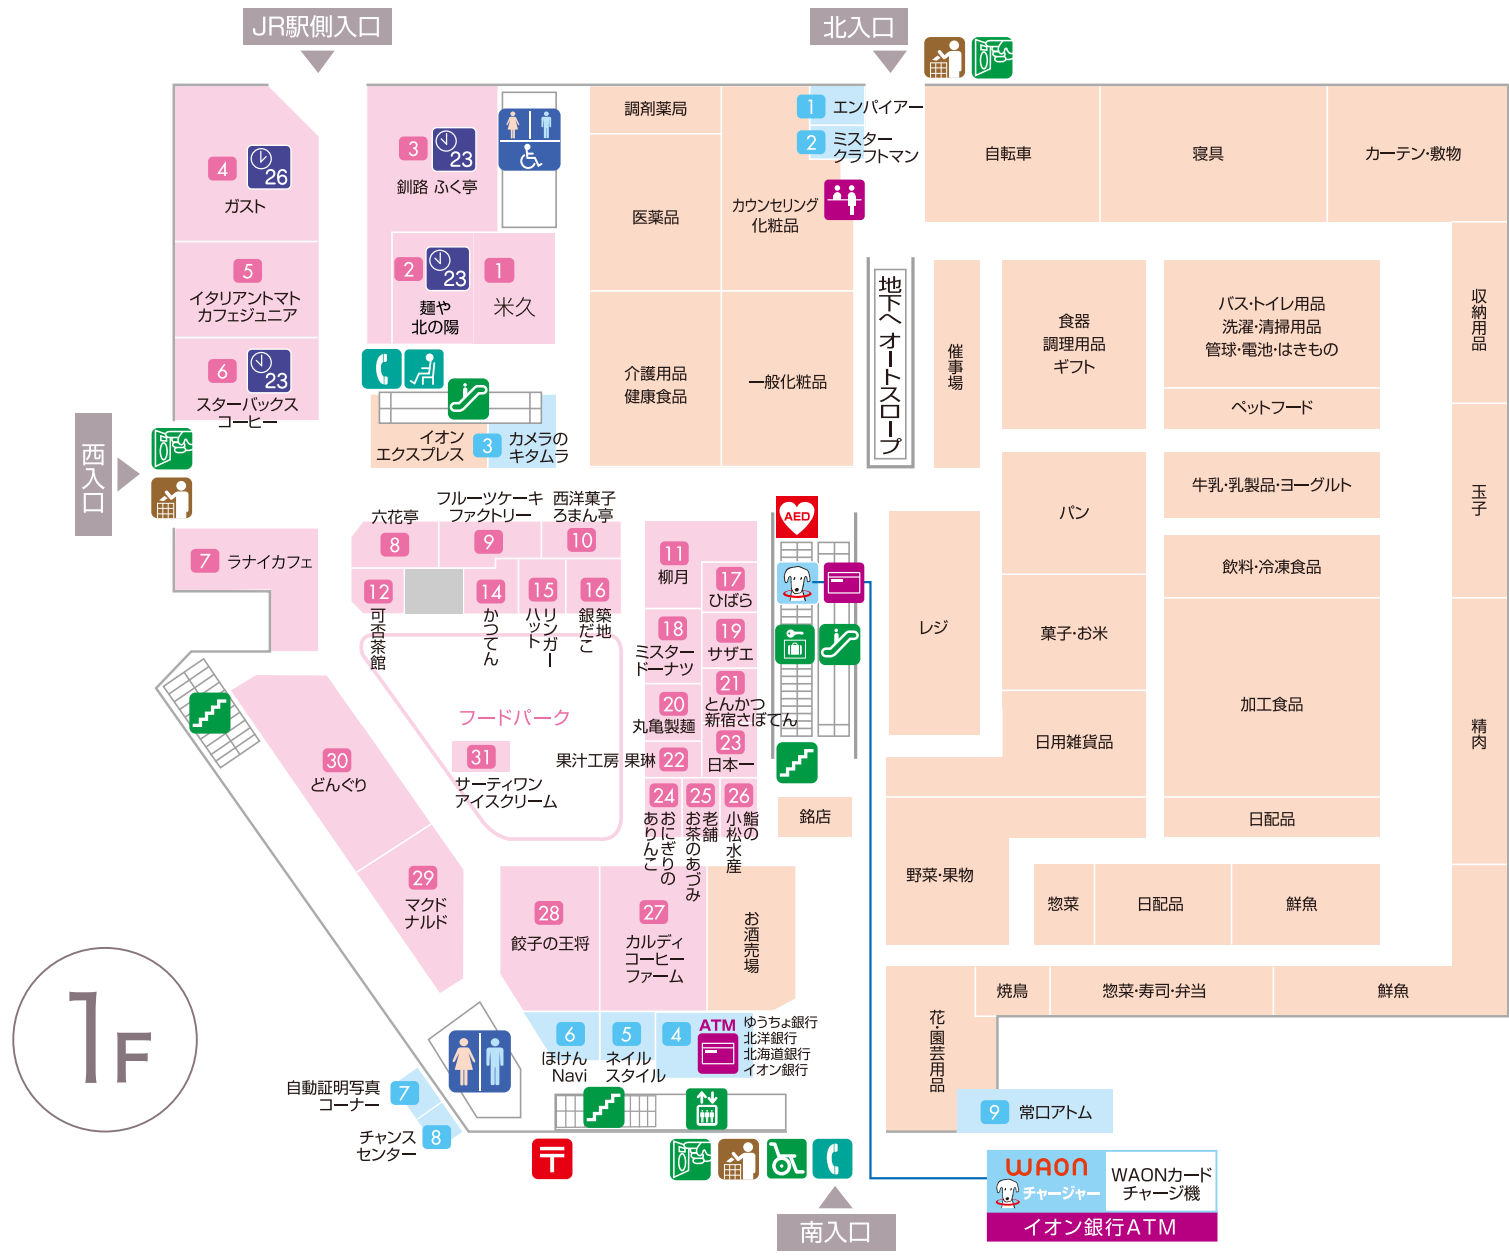 JR駅側入口
北入口
4
26
ガスト
5
イタリアントマト
カフェジュニア
6
23
スターバックス
コーヒー
西入口
7
ラナイカフェ
3
23
釧路 ふく亭
2
23
麺や
北の陽
1
米久
イオン
エクスプレス
3
カメラの
キタムラ
調剤薬局
医薬品
介護用品
健康食品
カウンセリング
化粧品
一般化粧品
1
エンパイアー
2
ミスター
クラフトマン
地下へ オートスロープ
自転車
寝具
カーテン・敷物
催事場
食器
調理用品
ギフト
バス・トイレ用品
洗濯・清掃用品
管球・電池・はきもの
ペットフード
収納用品
玉子
精肉
パン
牛乳・乳製品・ヨーグルト
飲料・冷凍食品
菓子・お米
加工食品
日用雑貨品
日配品
レジ
野菜・果物
惣菜
日配品
鮮魚
焼鳥
惣菜・寿司・弁当
鮮魚
花・園芸用品
9
常口アトム
六花亭
8
フルーツケーキ
ファクトリー
9
西洋菓子
ろまん亭
10
12
可否茶館
14
かつてん
15
リンガー
ハット
16
築地
銀だこ
フードパーク
31
サーティワン
アイスクリーム
11
柳月
17
ひばら
18
ミスター
ドーナツ
19
サザエ
20
丸亀製麺
21
とんかつ
新宿さぼてん
果汁工房 果琳
22
23
日本一
24
おにぎりの
ありんこ
25
老舗
お茶のあづみ
26
鮨の
小松水産
AED
銘店
30
どんぐり
29
マクド
ナルド
28
餃子の王将
27
カルディ
コーヒー
ファーム
お酒売場
6
ほけん
Navi
5
ネイル
スタイル
4
ATM
ゆうちょ銀行
北洋銀行
北海道銀行
イオン銀行
自動証明写真
コーナー
7
チャンス
センター
8
1F
〒
南入口
WAON
チャージャー
WAONカード
チャージ機
イオン銀行ATM